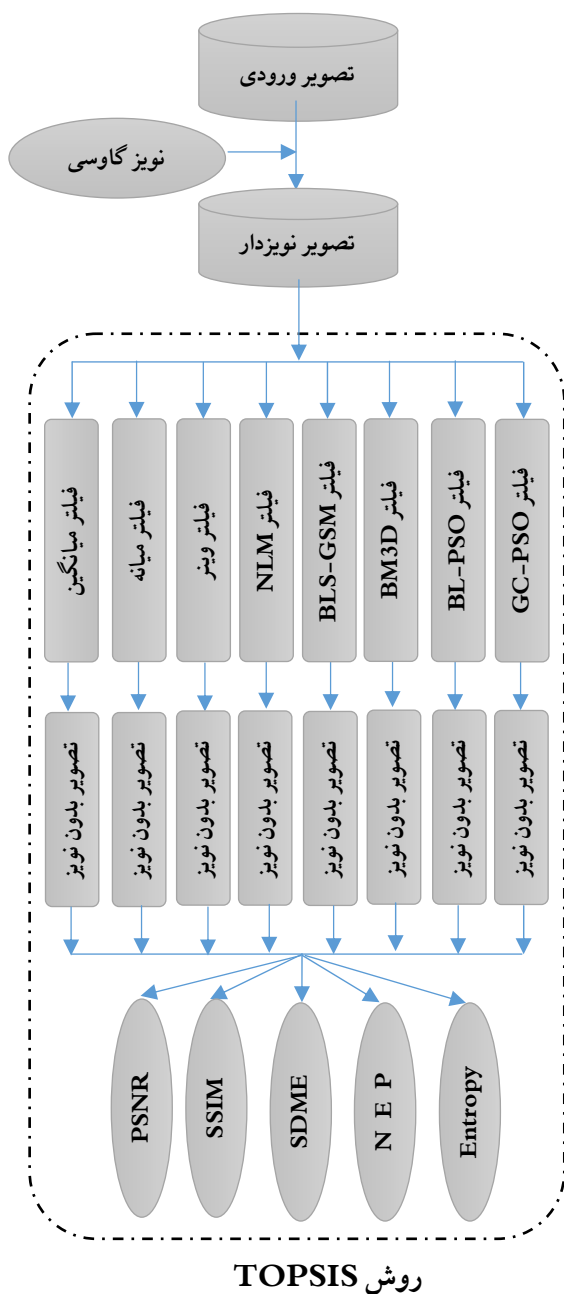 تصویر ورودی
نویز گاوسی
تصویر نویزدار
فیلتر میانگین
فیلتر میانه
فیلتر وینر
فیلتر NLM
فیلتر BLS-GSM
فیلتر BM3D
فیلتر BL-PSO
فیلتر GC-PSO
تصویر بدون نویز
تصویر بدون نویز
تصویر بدون نویز
تصویر بدون نویز
تصویر بدون نویز
تصویر بدون نویز
تصویر بدون نویز
تصویر بدون نویز
PSNR
SSIM
SDME
N E P
Entropy
روش TOPSIS